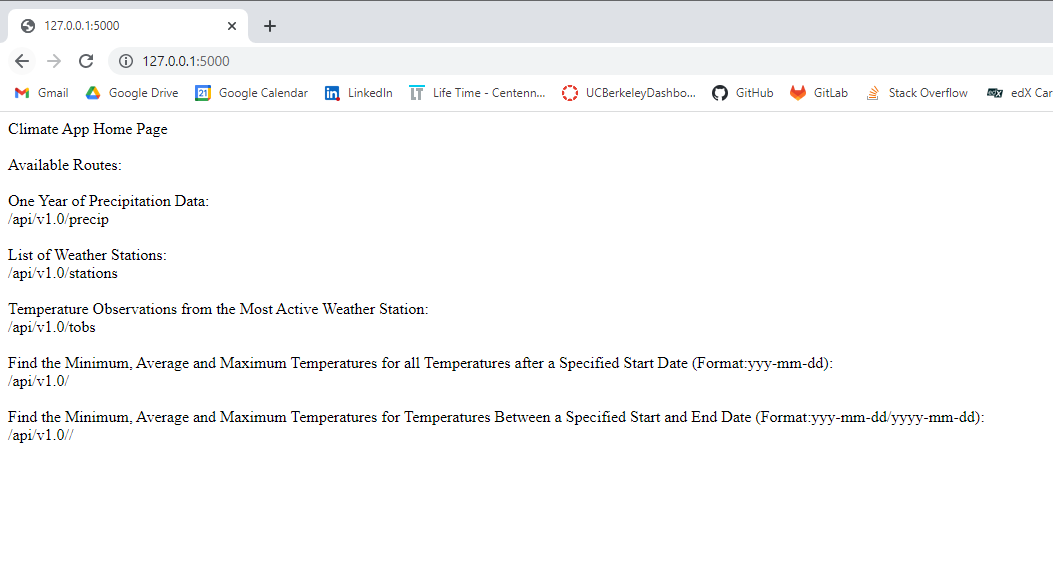 127.0.0.1:5000
127.0.0.1:5000
Gmail Google Drive Google Calendar LinkedIn Life Time - Centenn... UCBerkeleyDashbo... GitHub GitLab Stack Overflow edX Car
Climate App Home Page
Available Routes:
One Year of Precipitation Data:
/api/v1.0/precip
List of Weather Stations:
/api/v1.0/stations
Temperature Observations from the Most Active Weather Station:
/api/v1.0/tobs
Find the Minimum, Average and Maximum Temperatures for all Temperatures after a Specified Start Date (Format:yyy-mm-dd):
/api/v1.0/
Find the Minimum, Average and Maximum Temperatures for Temperatures Between a Specified Start and End Date (Format:yyy-mm-dd/yyyy-mm-dd):
/api/v1.0//